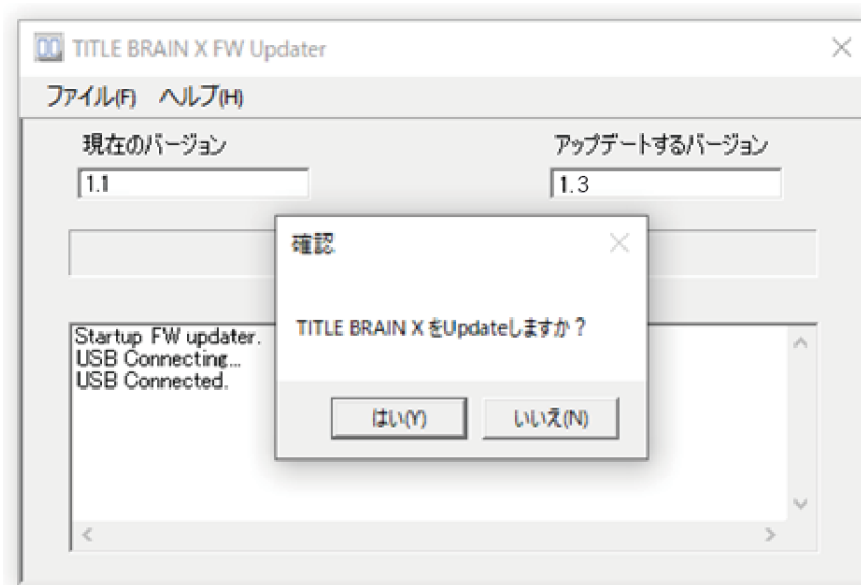 TITLE BRAIN X FW Updater
ファイル(F) ヘルプ(H)
現在のバージョン
アップデートするバージョン
1.1
1.3
確認
TITLE BRAIN X をUpdateしますか？
はい(Y)
いいえ(N)
Startup FW updater.
USB Connecting...
USB Connected.